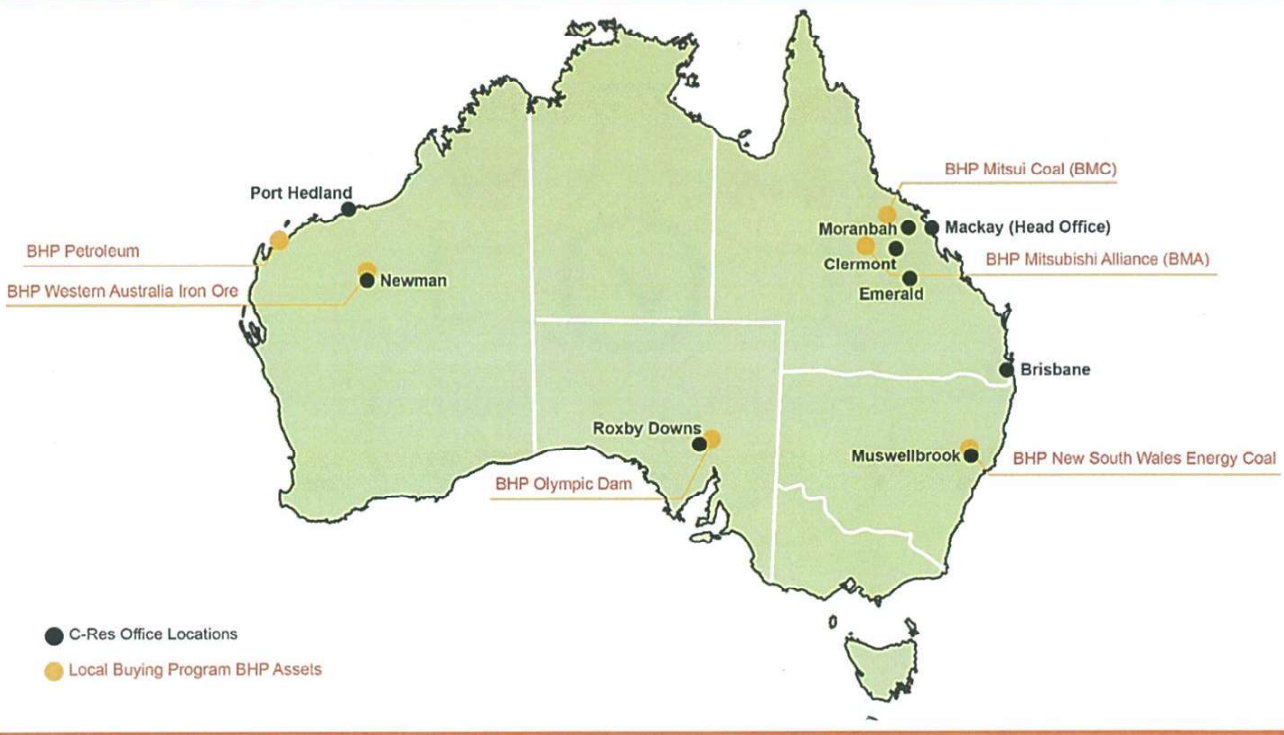 BHP Mitsui Coal (BMC)
Port Hedland
Moranbah
Mackay (Head Office)
BHP Petroleum
Clermont
BHP Mitsubishi Alliance (BMA)
BHP Western Australia Iron Ore
Newman
Emerald
Brisbane
Roxby Downs
Muswellbrook
BHP New South Wales Energy Coal
BHP Olympic Dam
C-Res Office Locations
Local Buying Program BHP Assets